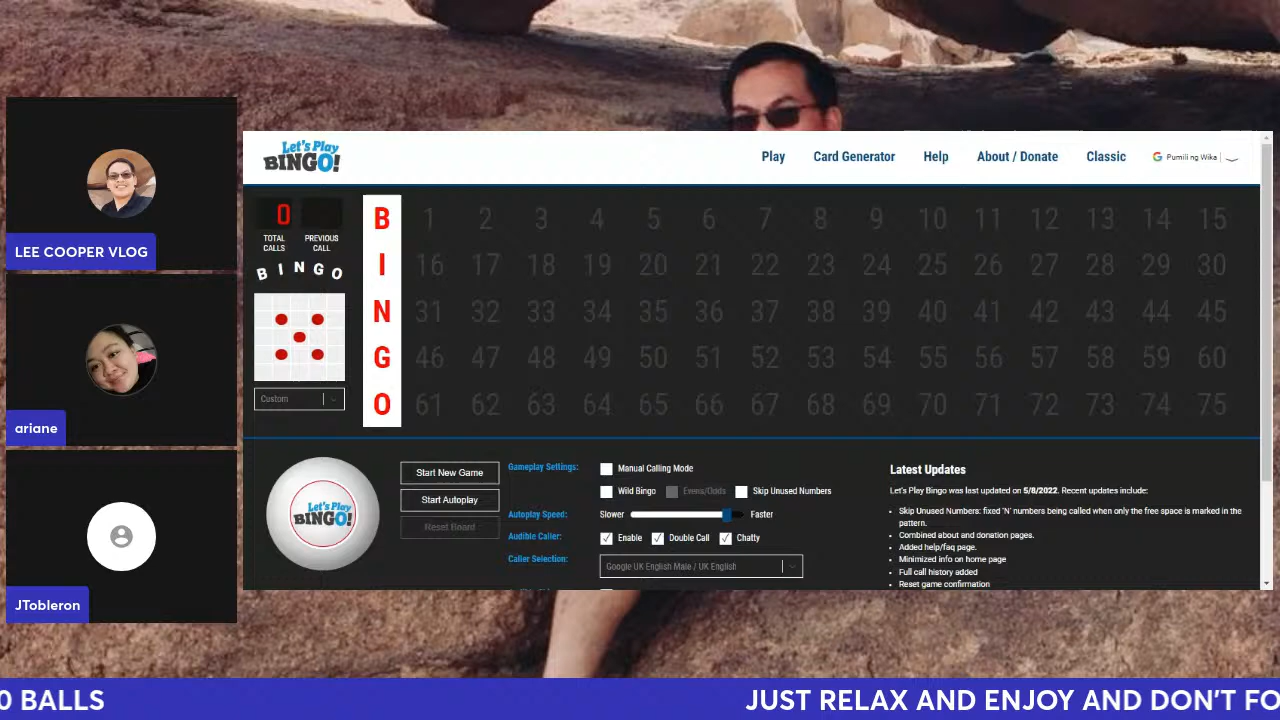 LEE COOPER VLOG
ariane
JTobleron
Let's Play
BINGO!
Play Card Generator Help About / Donate Classic Pumili ng Wika
0
TOTAL CALLS
PREVIOUS CALL
B I N G O
Custom
B 1 2 3 4 5 6 7 8 9 10 11 12 13 14 15
I 16 17 18 19 20 21 22 23 24 25 26 27 28 29 30
N 31 32 33 34 35 36 37 38 39 40 41 42 43 44 45
G 46 47 48 49 50 51 52 53 54 55 56 57 58 59 60
O 61 62 63 64 65 66 67 68 69 70 71 72 73 74 75
Let's Play
BINGO!
Start New Game
Start Autoplay
Reset Board
Gameplay Settings:
Manual Calling Mode
Wild Bingo Evens/Odds Skip Unused Numbers
Autoplay Speed: Slower Faster
Audible Caller: Enable Double Call Chatty
Caller Selection: Google UK English Male / UK English
Latest Updates
Let's Play Bingo was last updated on 5/8/2022. Recent updates include:
Skip Unused Numbers: fixed 'N' numbers being called when only the free space is marked in the
pattern.
Combined about and donation pages.
Added help/faq page.
Minimized info on home page
Full call history added
Reset game confirmation
0 BALLS
JUST RELAX AND ENJOY AND DON'T FO